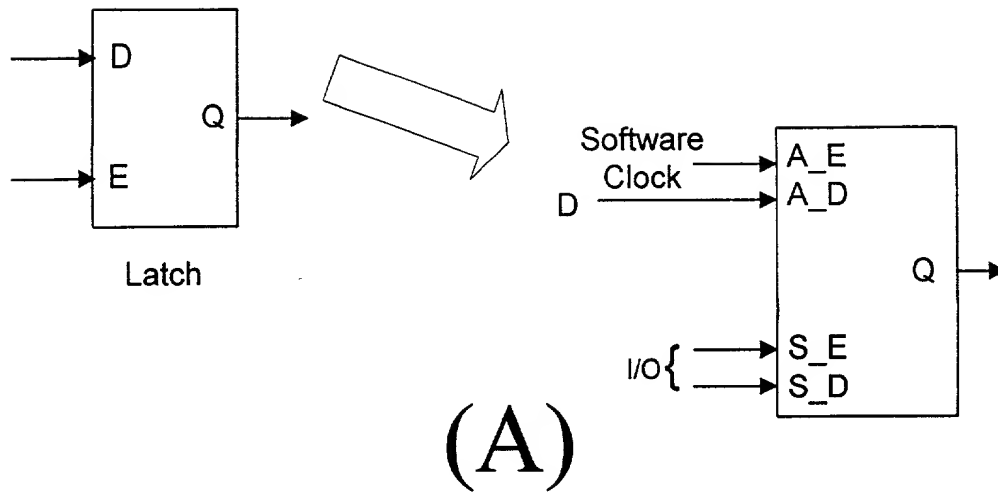 D
Q
E
Latch
Software
Clock
D
A_E
A_D
Q
I/O {
S_E
S_D
(A)